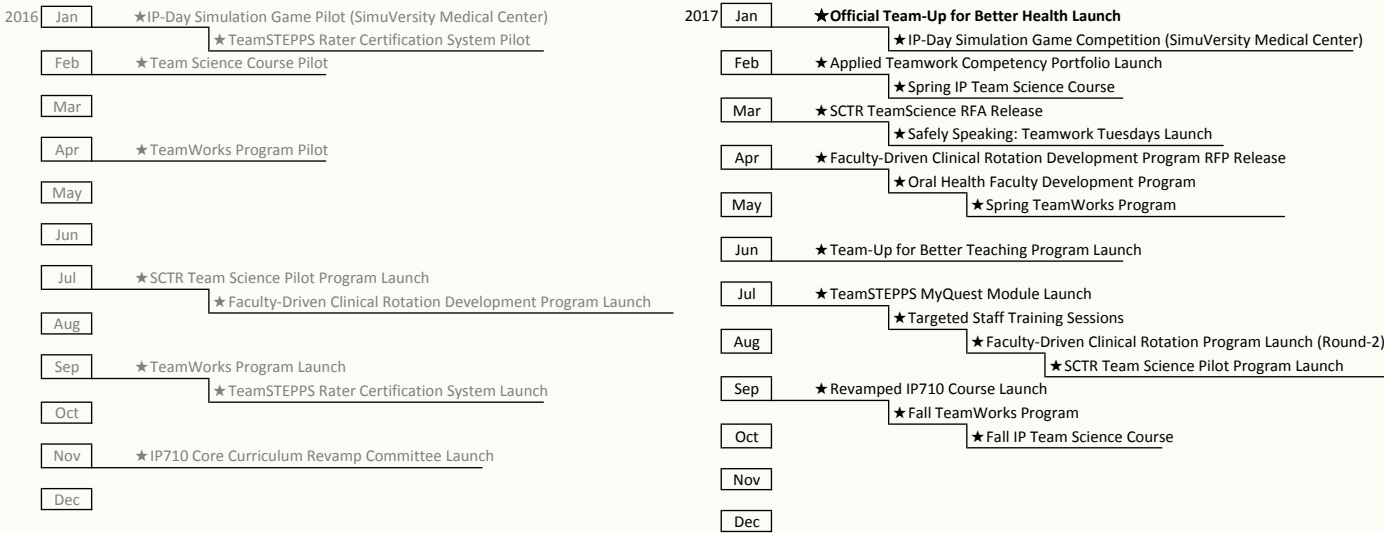 2016
Jan
★IP-Day Simulation Game Pilot (SimuVersity Medical Center)
★TeamSTEPPS Rater Certification System Pilot
Feb
★Team Science Course Pilot
Mar
Apr
★TeamWorks Program Pilot
May
Jun
Jul
★SCTR Team Science Pilot Program Launch
★Faculty-Driven Clinical Rotation Development Program Launch
Aug
Sep
★TeamWorks Program Launch
★TeamSTEPPS Rater Certification System Launch
Oct
Nov
★IP710 Core Curriculum Revamp Committee Launch
Dec
2017
Jan
★Official Team-Up for Better Health Launch
★IP-Day Simulation Game Competition (SimuVersity Medical Center)
Feb
★Applied Teamwork Competency Portfolio Launch
★Spring IP Team Science Course
Mar
★SCTR TeamScience RFA Release
★Safely Speaking: Teamwork Tuesdays Launch
Apr
★Faculty-Driven Clinical Rotation Development Program RFP Release
★Oral Health Faculty Development Program
May
★Spring TeamWorks Program
Jun
★Team-Up for Better Teaching Program Launch
Jul
★TeamSTEPPS MyQuest Module Launch
★Targeted Staff Training Sessions
Aug
★Faculty-Driven Clinical Rotation Program Launch (Round-2)
★SCTR Team Science Pilot Program Launch
Sep
★Revamped IP710 Course Launch
★Fall TeamWorks Program
Oct
★Fall IP Team Science Course
Nov
Dec